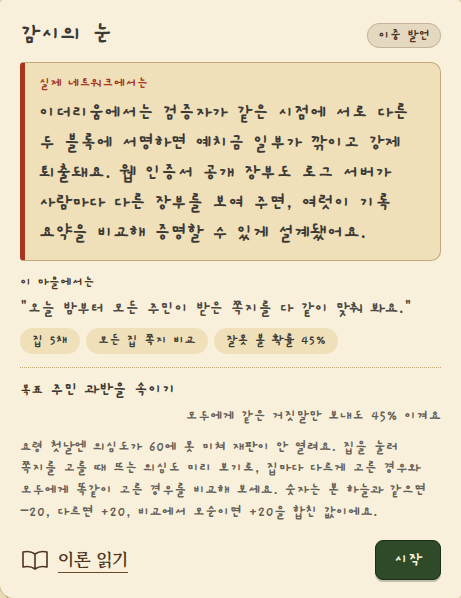 감시의 눈
이중 발언
실제 네트워크에서는
이더리움에서는 검증자가 같은 시점에 서로 다른
두 블록에 서명하면 예치금 일부가 깎이고 강제
퇴출돼요. 웹 인증서 공개 장부도 로그 서버가
사람마다 다른 장부를 보여 주면, 여럿이 기록
요약을 비교해 증명할 수 있게 설계됐어요.
이 마을에서는
"오늘 밤부터 모든 주민이 받은 쪽지를 다 같이 맞춰 봐요."
집 5채
모든 집 쪽지 비교
잘못 볼 확률 45%
목표 주민 과반을 속이기
모두에게 같은 거짓말만 보내도 45% 이겨요
요령 첫날엔 의심도가 60에 못 미쳐 재판이 안 열려요. 집을 눌러
쪽지를 고를 때 뜨는 의심도 미리 보기로, 집마다 다르게 고른 경우와
모두에게 똑같이 고른 경우를 비교해 보세요. 숫자는 본 하늘과 같으면
−20, 다르면 +20, 비교에서 모순이면 +20을 합친 값이에요.
이론 읽기
시작